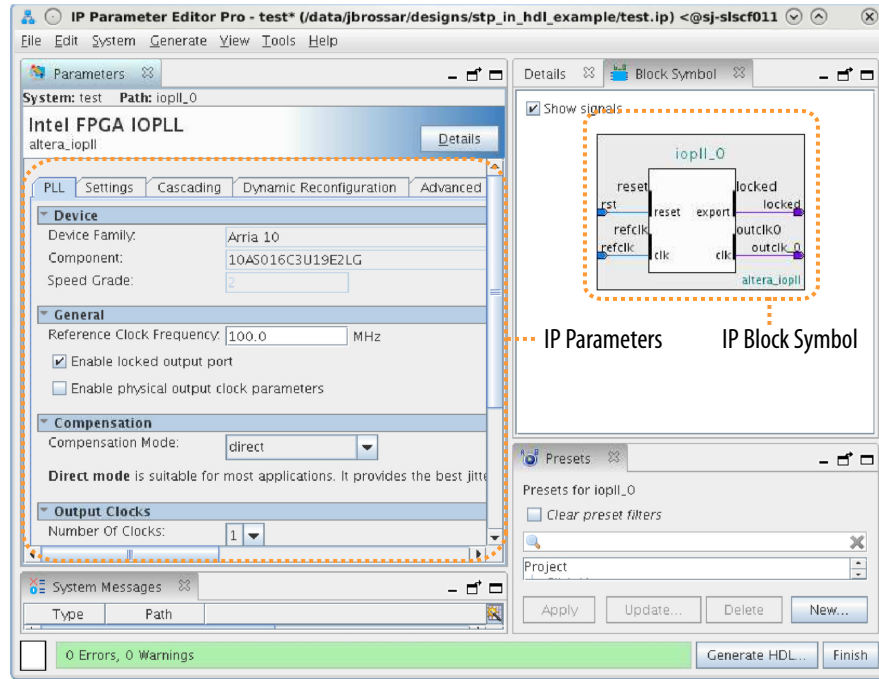 IP Parameter Editor Pro - test* (/data/jbrossar/designs/stp_in_hdl_example/test.ip) <@sj-slscf011
File Edit System Generate View Tools Help
Parameters
System: test Path: iopll_0
Intel FPGA IOPLL
altera_iopll
Details
PLL Settings Cascading Dynamic Reconfiguration Advanced
Device
Device Family: Arria 10
Component: 10AS016C3U19E2LG
Speed Grade: 2
General
Reference Clock Frequency: 100.0 MHz
Enable locked output port
Enable physical output clock parameters
Compensation
Compensation Mode: direct
Direct mode is suitable for most applications. It provides the best jitte
Output Clocks
Number Of Clocks: 1
System Messages
Type Path
0 Errors, 0 Warnings
Details Block Symbol
Show signals
iopll_0
reset locked
rst locked
reset export
refclk outclk0
refclk outclk_0
clk clk
altera_iopll
IP Parameters IP Block Symbol
Presets
Presets for iopll_0
Clear preset filters
Project
Apply Update... Delete New...
Generate HDL... Finish